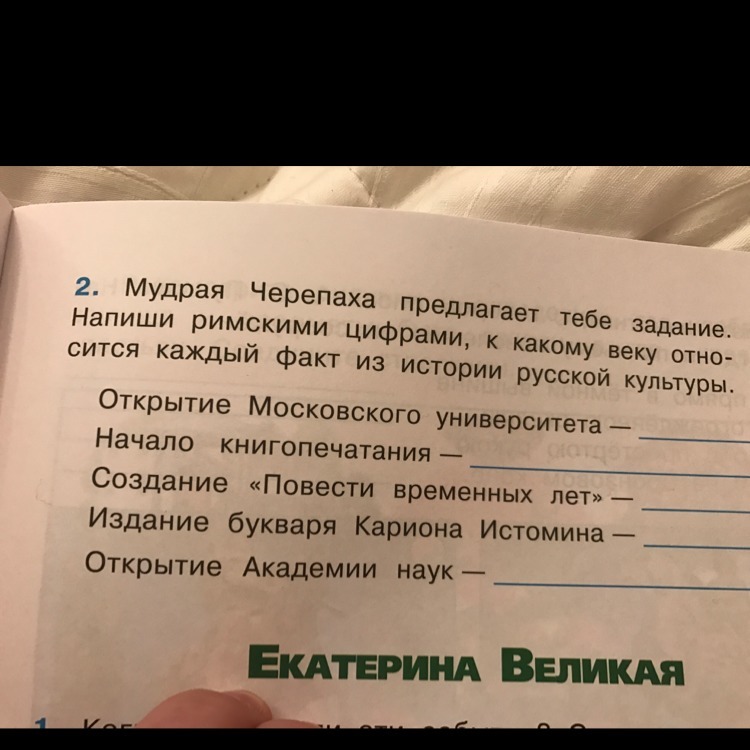 2. Мудрая Черепаха предлагает тебе задание.
Напиши римскими цифрами, к какому веку отно-
сится каждый факт из истории русской культуры.
Открытие Московского университета —
Начало книгопечатания —
Создание «Повести временных лет» —
Издание букваря Кариона Истомина —
Открытие Академии наук —
ЕКАТЕРИНА ВЕЛИКАЯ
1.